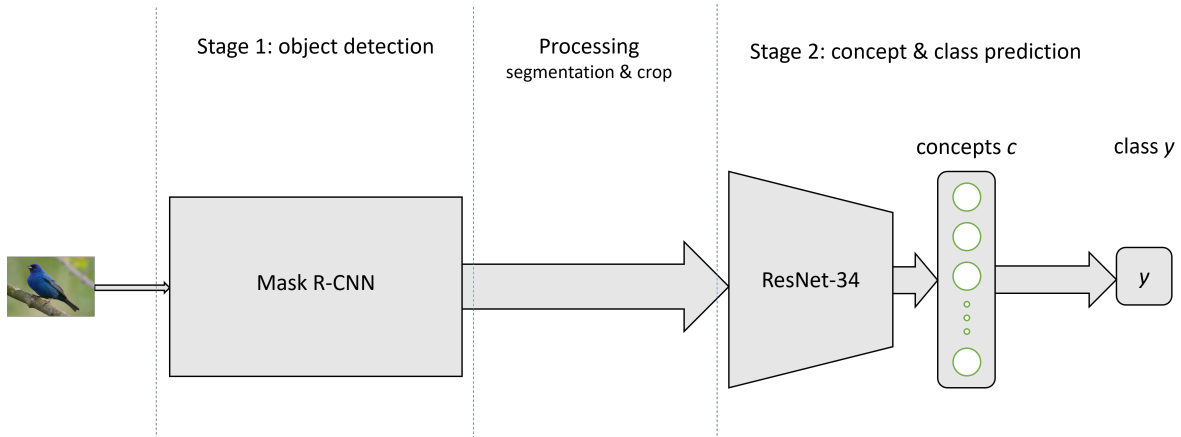 Stage 1: object detection
Processing
segmentation & crop
Stage 2: concept & class prediction
concepts c
class y
Mask R-CNN
ResNet-34
y